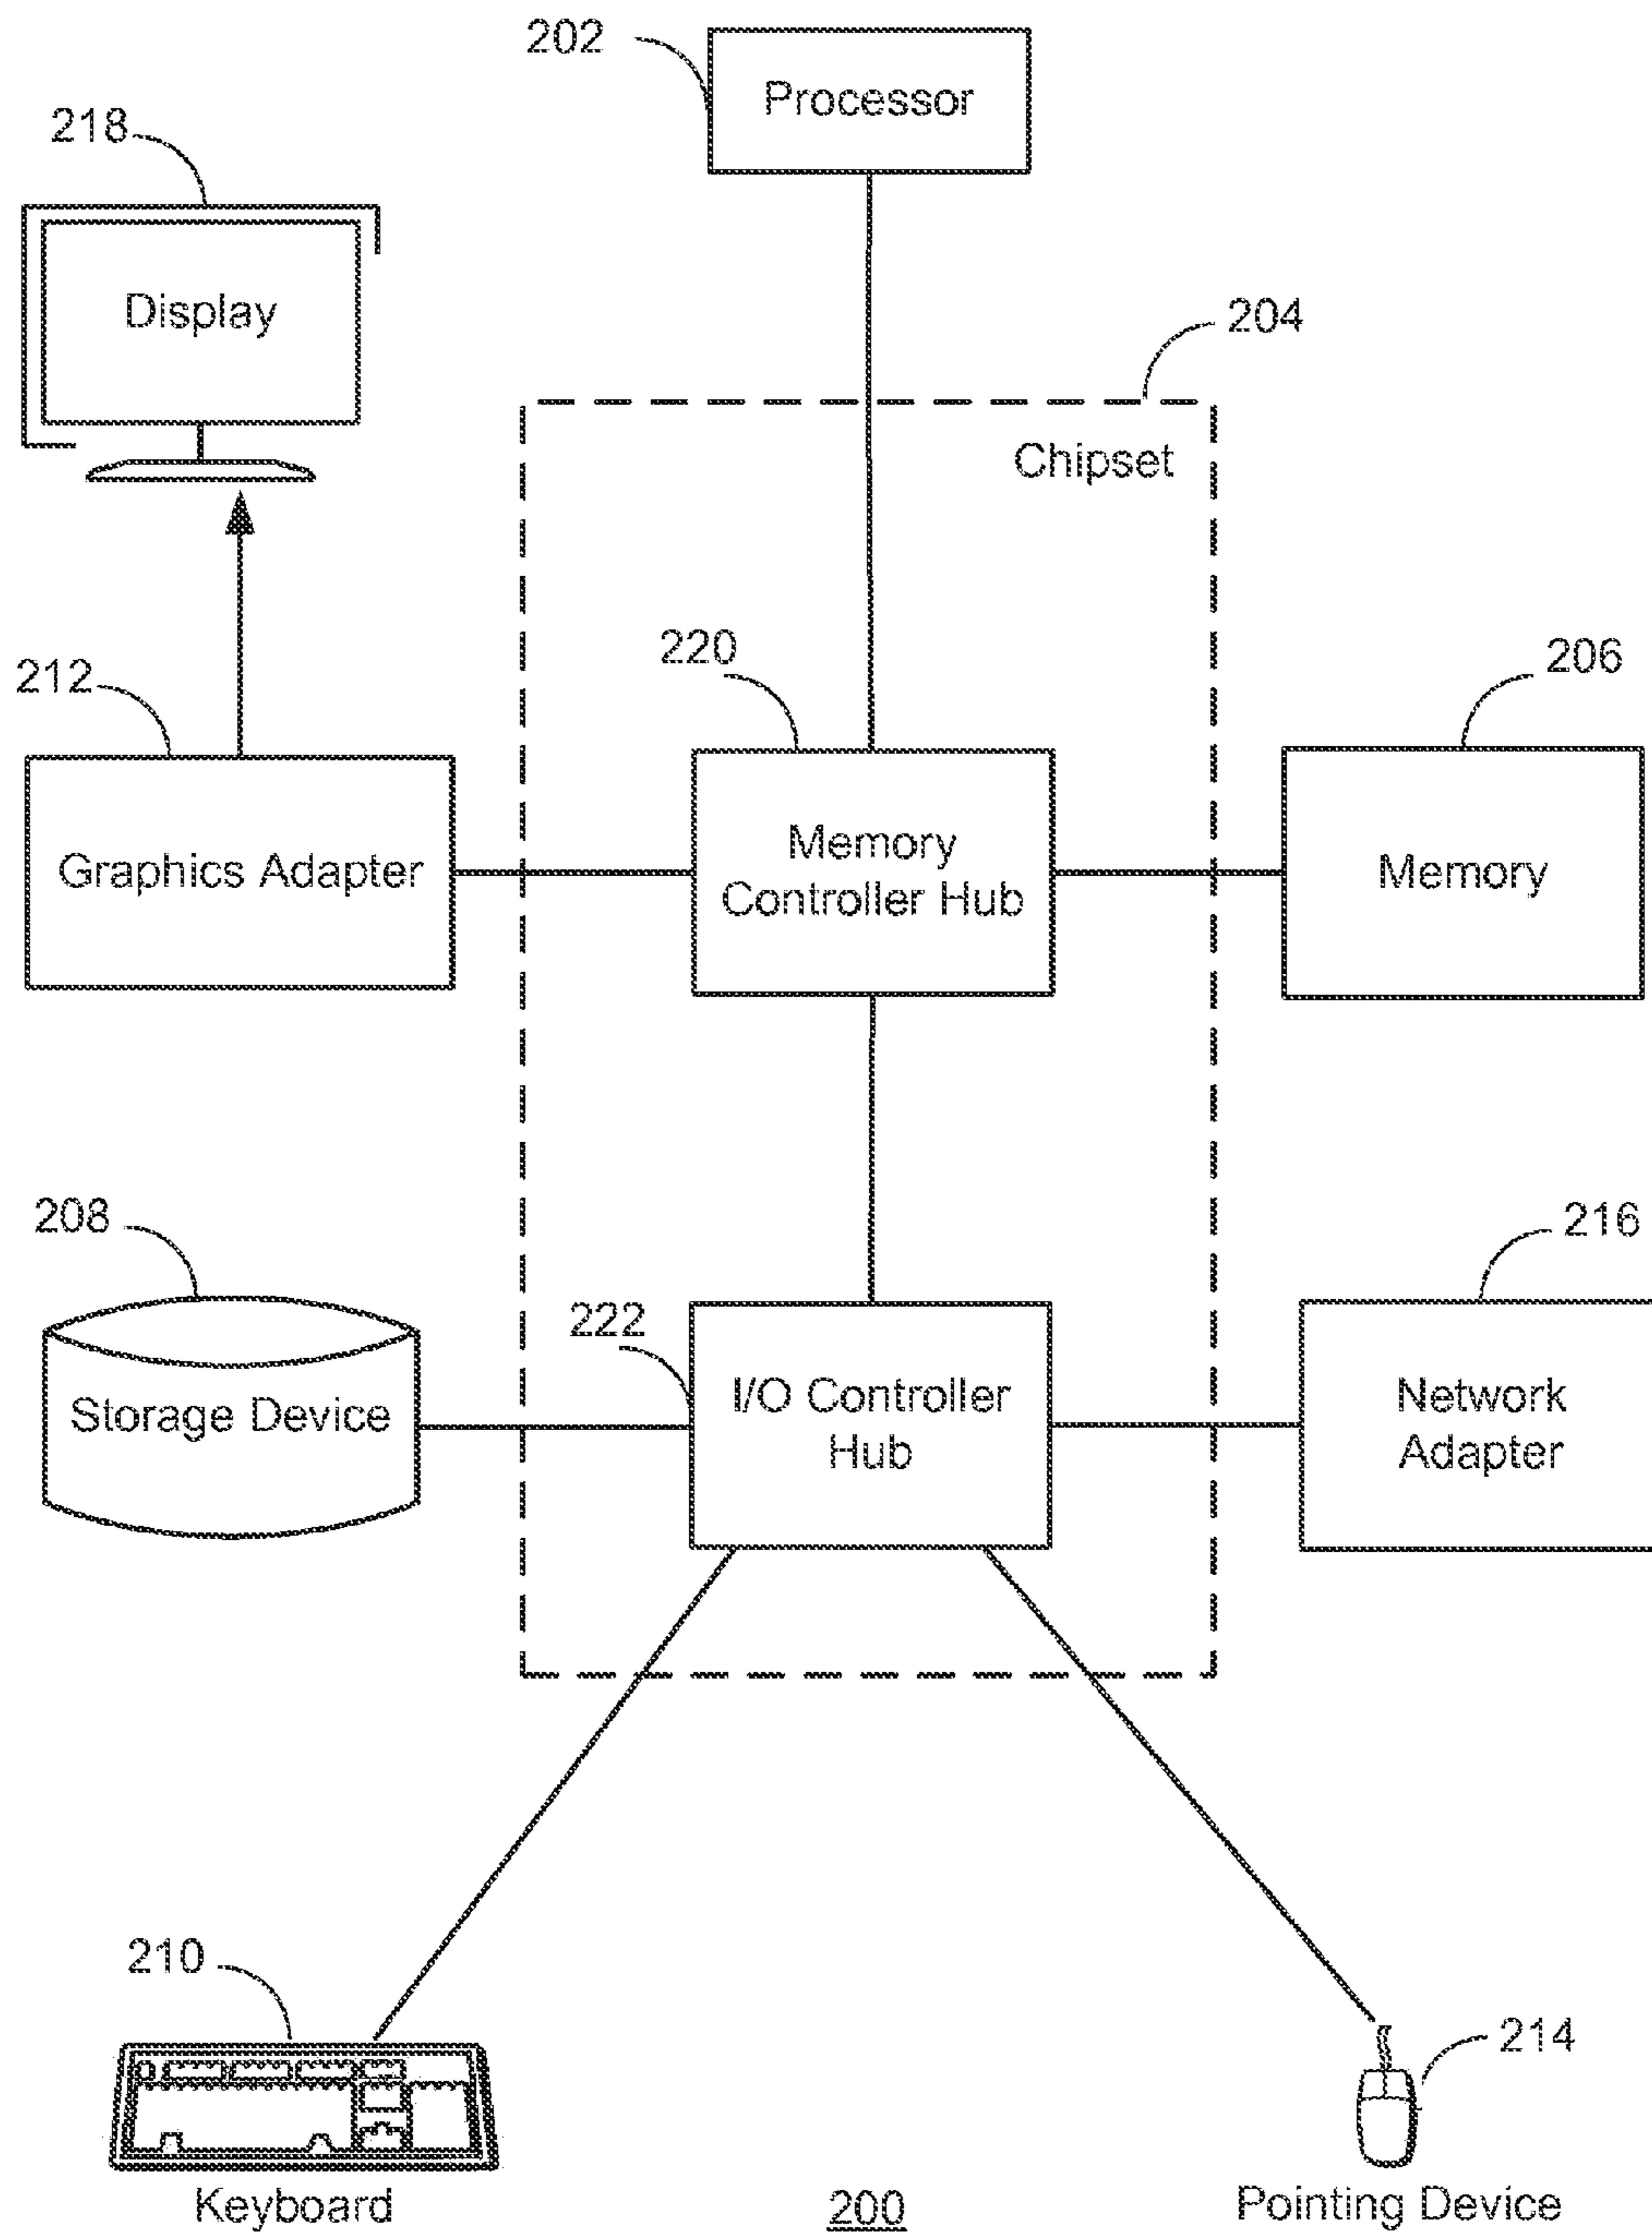 202
Processor
218
Display
204
Chipset
220
206
212
Memory
Controller Hub
Graphics Adapter
Memory
208
216
222
I/O Controller
Hub
Storage Device
Network
Adapter
210
214
Keyboard
200
Pointing Device